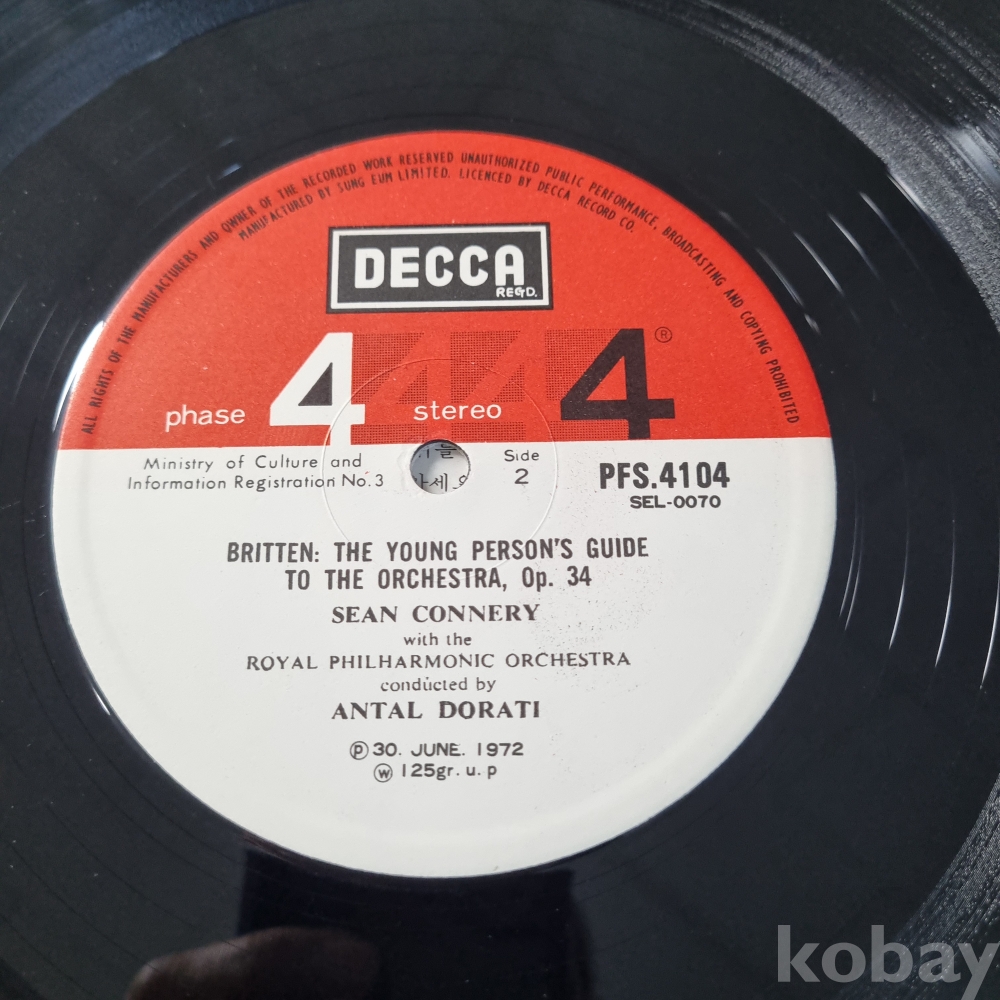 ALL RIGHTS OF THE MANUFACTURERS AND OWNER OF THE RECORDED WORK RESERVED UNAUTHORIZED PUBLIC PERFORMANCE, BROADCASTING AND COPYING PROHIBITED
MANUFACTURED BY SUNG EUM LIMITED. LICENCED BY DECCA RECORD CO.
DECCA
REGD.
phase 4 stereo 4 ®
Ministry of Culture and
Information Registration No.3
Side
2
PFS.4104
SEL-0070
BRITTEN: THE YOUNG PERSON'S GUIDE
TO THE ORCHESTRA, Op. 34
SEAN CONNERY
with the
ROYAL PHILHARMONIC ORCHESTRA
conducted by
ANTAL DORATI
Ⓟ 30. JUNE. 1972
ⓦ 125gr. u. p
kobay